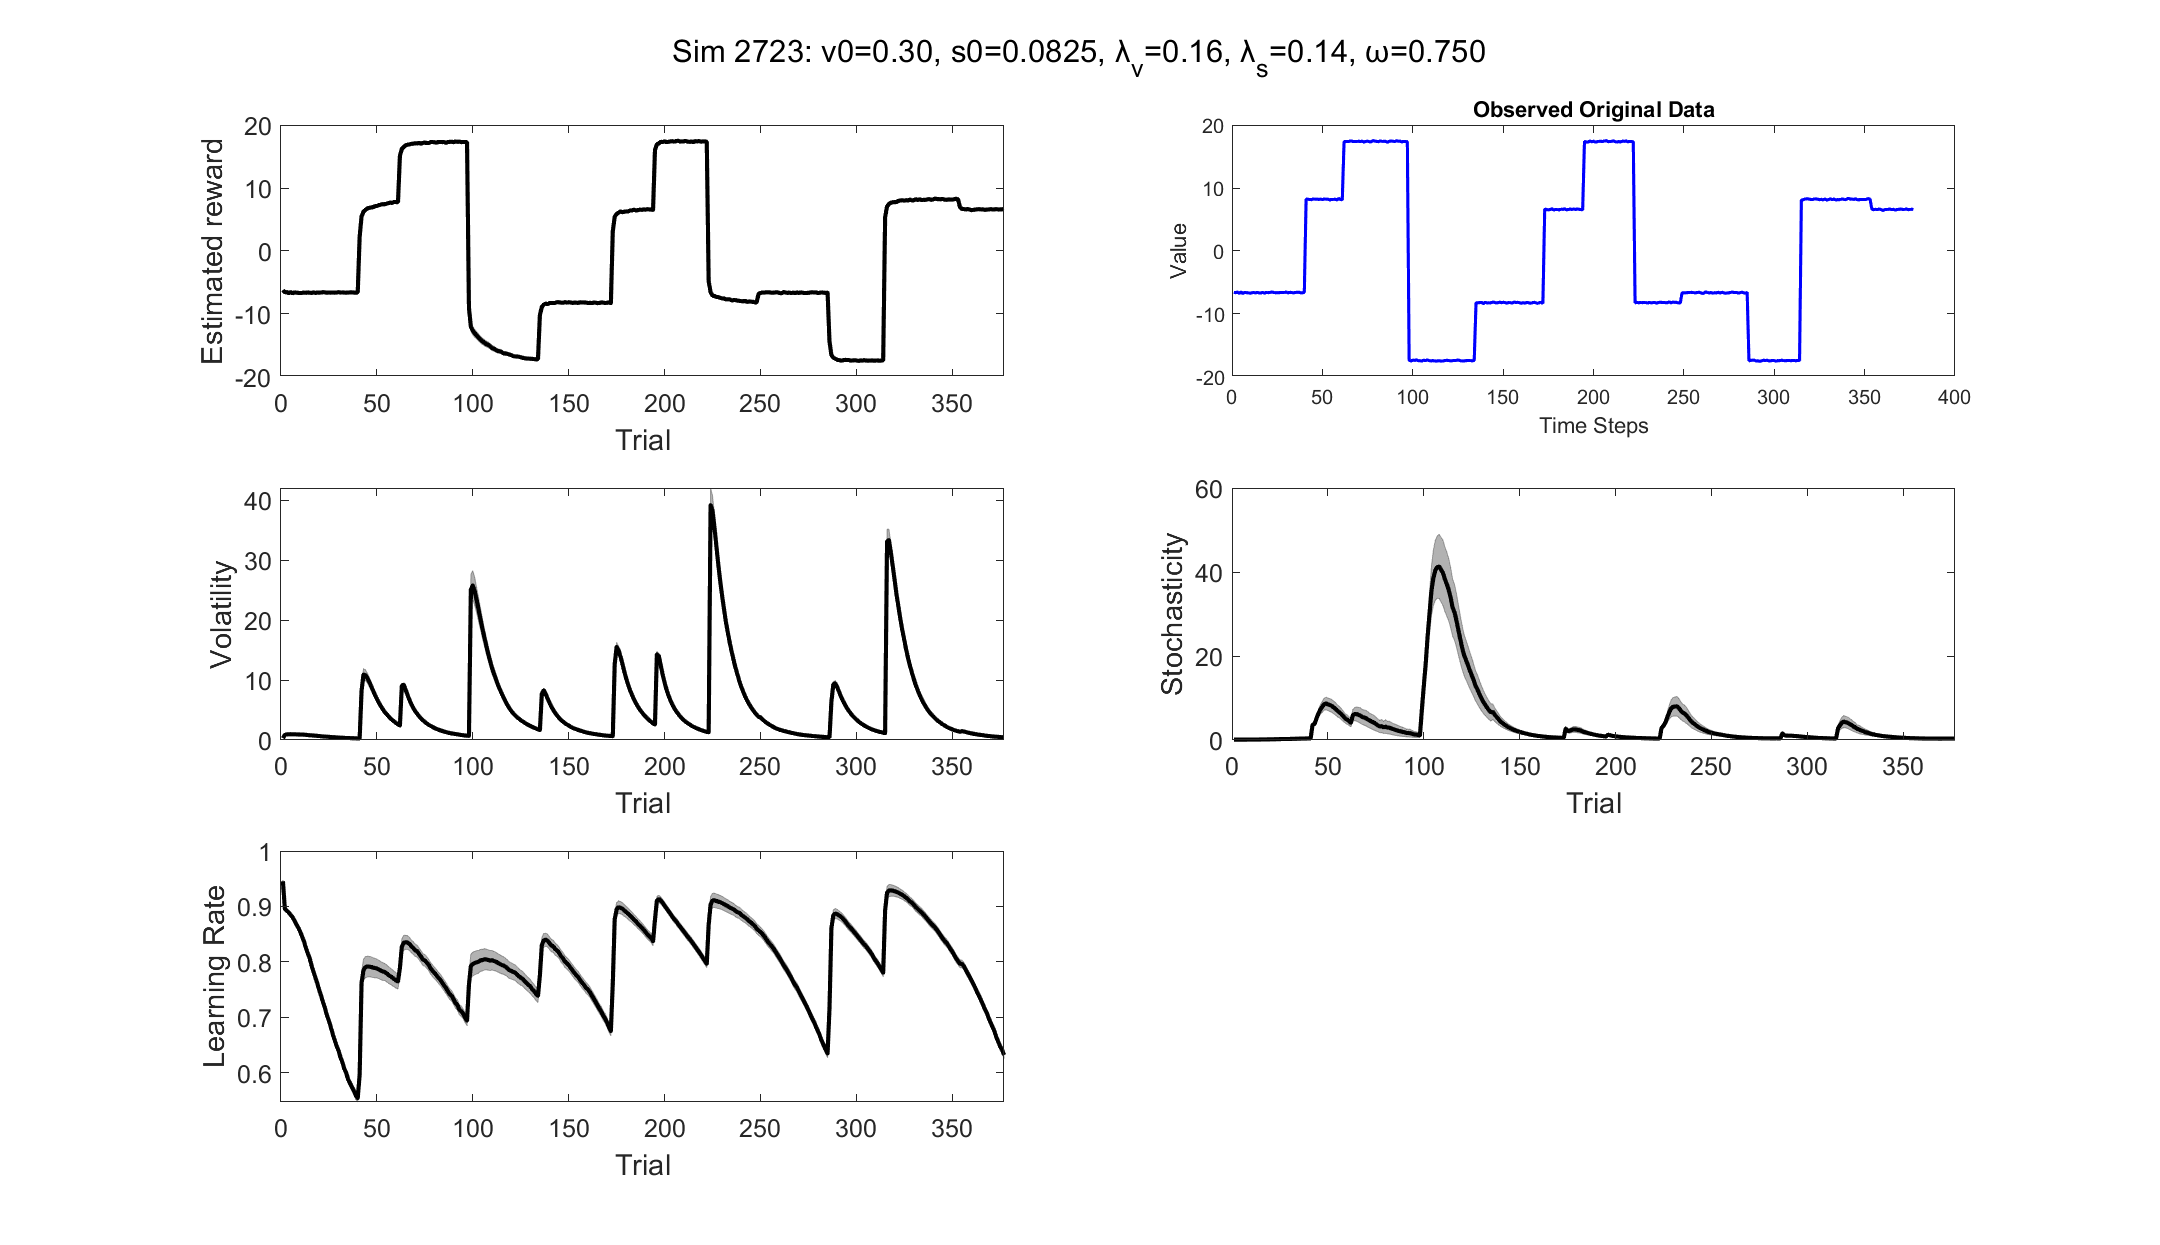 Sim 2723: v0=0.30, s0=0.0825, λ_v=0.16, λ_s=0.14, ω=0.750
Estimated reward
20
10
0
-10
-20
0 50 100 150 200 250 300 350
Trial
Observed Original Data
Value
20
10
0
-10
-20
0 50 100 150 200 250 300 350 400
Time Steps
Volatility
40
30
20
10
0
0 50 100 150 200 250 300 350
Trial
Stochasticity
60
40
20
0
0 50 100 150 200 250 300 350
Trial
Learning Rate
1
0.9
0.8
0.7
0.6
0 50 100 150 200 250 300 350
Trial